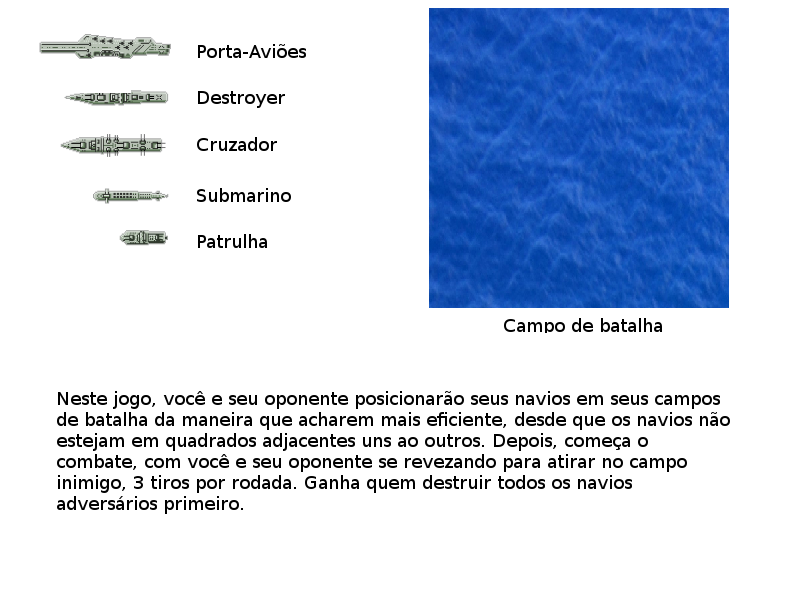 Porta-Aviões
Destroyer
Cruzador
Submarino
Patrulha
Campo de batalha
Neste jogo, você e seu oponente posicionarão seus navios em seus campos
de batalha da maneira que acharem mais eficiente, desde que os navios não
estejam em quadrados adjacentes uns ao outros. Depois, começa o
combate, com você e seu oponente se revezando para atirar no campo
inimigo, 3 tiros por rodada. Ganha quem destruir todos os navios
adversários primeiro.